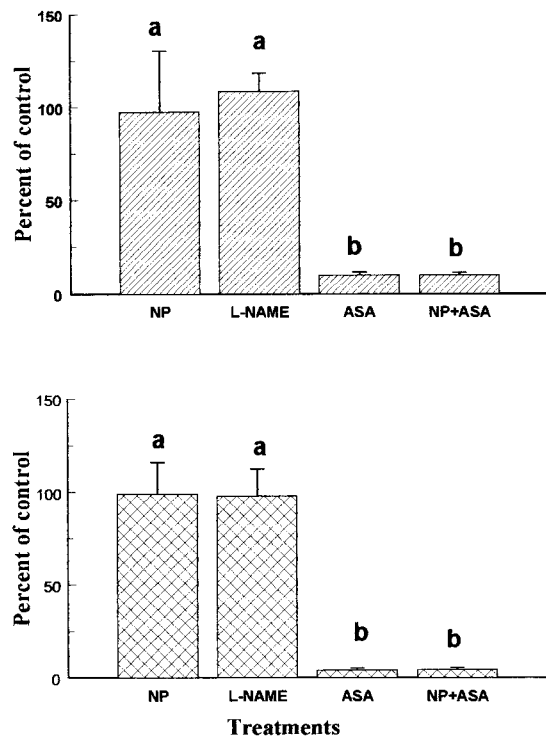 Percent of control
150
100
50
0
a
a
b
b
NP
L-NAME
ASA
NP+ASA
Percent of control
150
100
50
0
a
a
b
b
NP
L-NAME
ASA
NP+ASA
Treatments